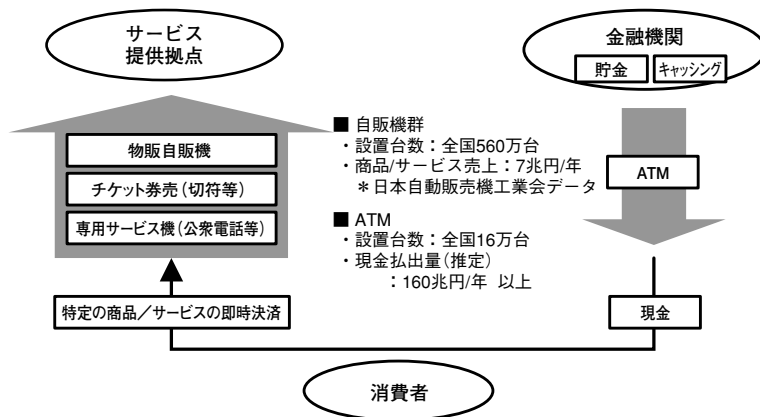 サービス
提供拠点
金融機関
貯金
キャッシング
物販自販機
チケット券売(切符等)
専用サービス機(公衆電話等)
■ 自販機群
・設置台数：全国560万台
・商品/サービス売上：7兆円/年
＊日本自動販売機工業会データ
■ ATM
・設置台数：全国16万台
・現金払出量(推定)
：160兆円/年 以上
ATM
特定の商品／サービスの即時決済
現金
消費者